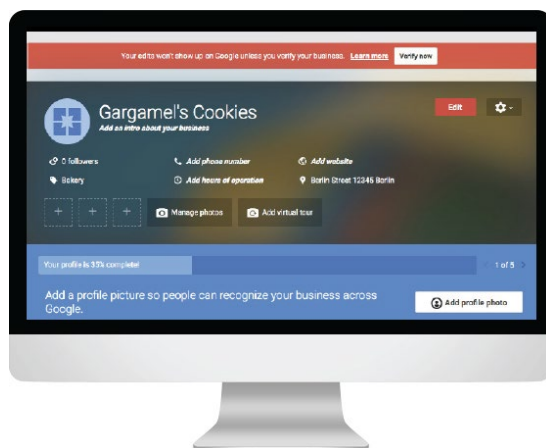 Your edits won't show up on Google unless you verify your business. Learn more Verify now
Gargamel's Cookies
Add an intro about your business
Edit
0 followers
Add phone number
Add website
Bakery
Add hours of operation
Berlin Street 12345 Berlin
+ + +
Manage photos
Add virtual tour
Your profile is 35% complete!
1 of 5
Add a profile picture so people can recognize your business across
Google.
Add profile photo